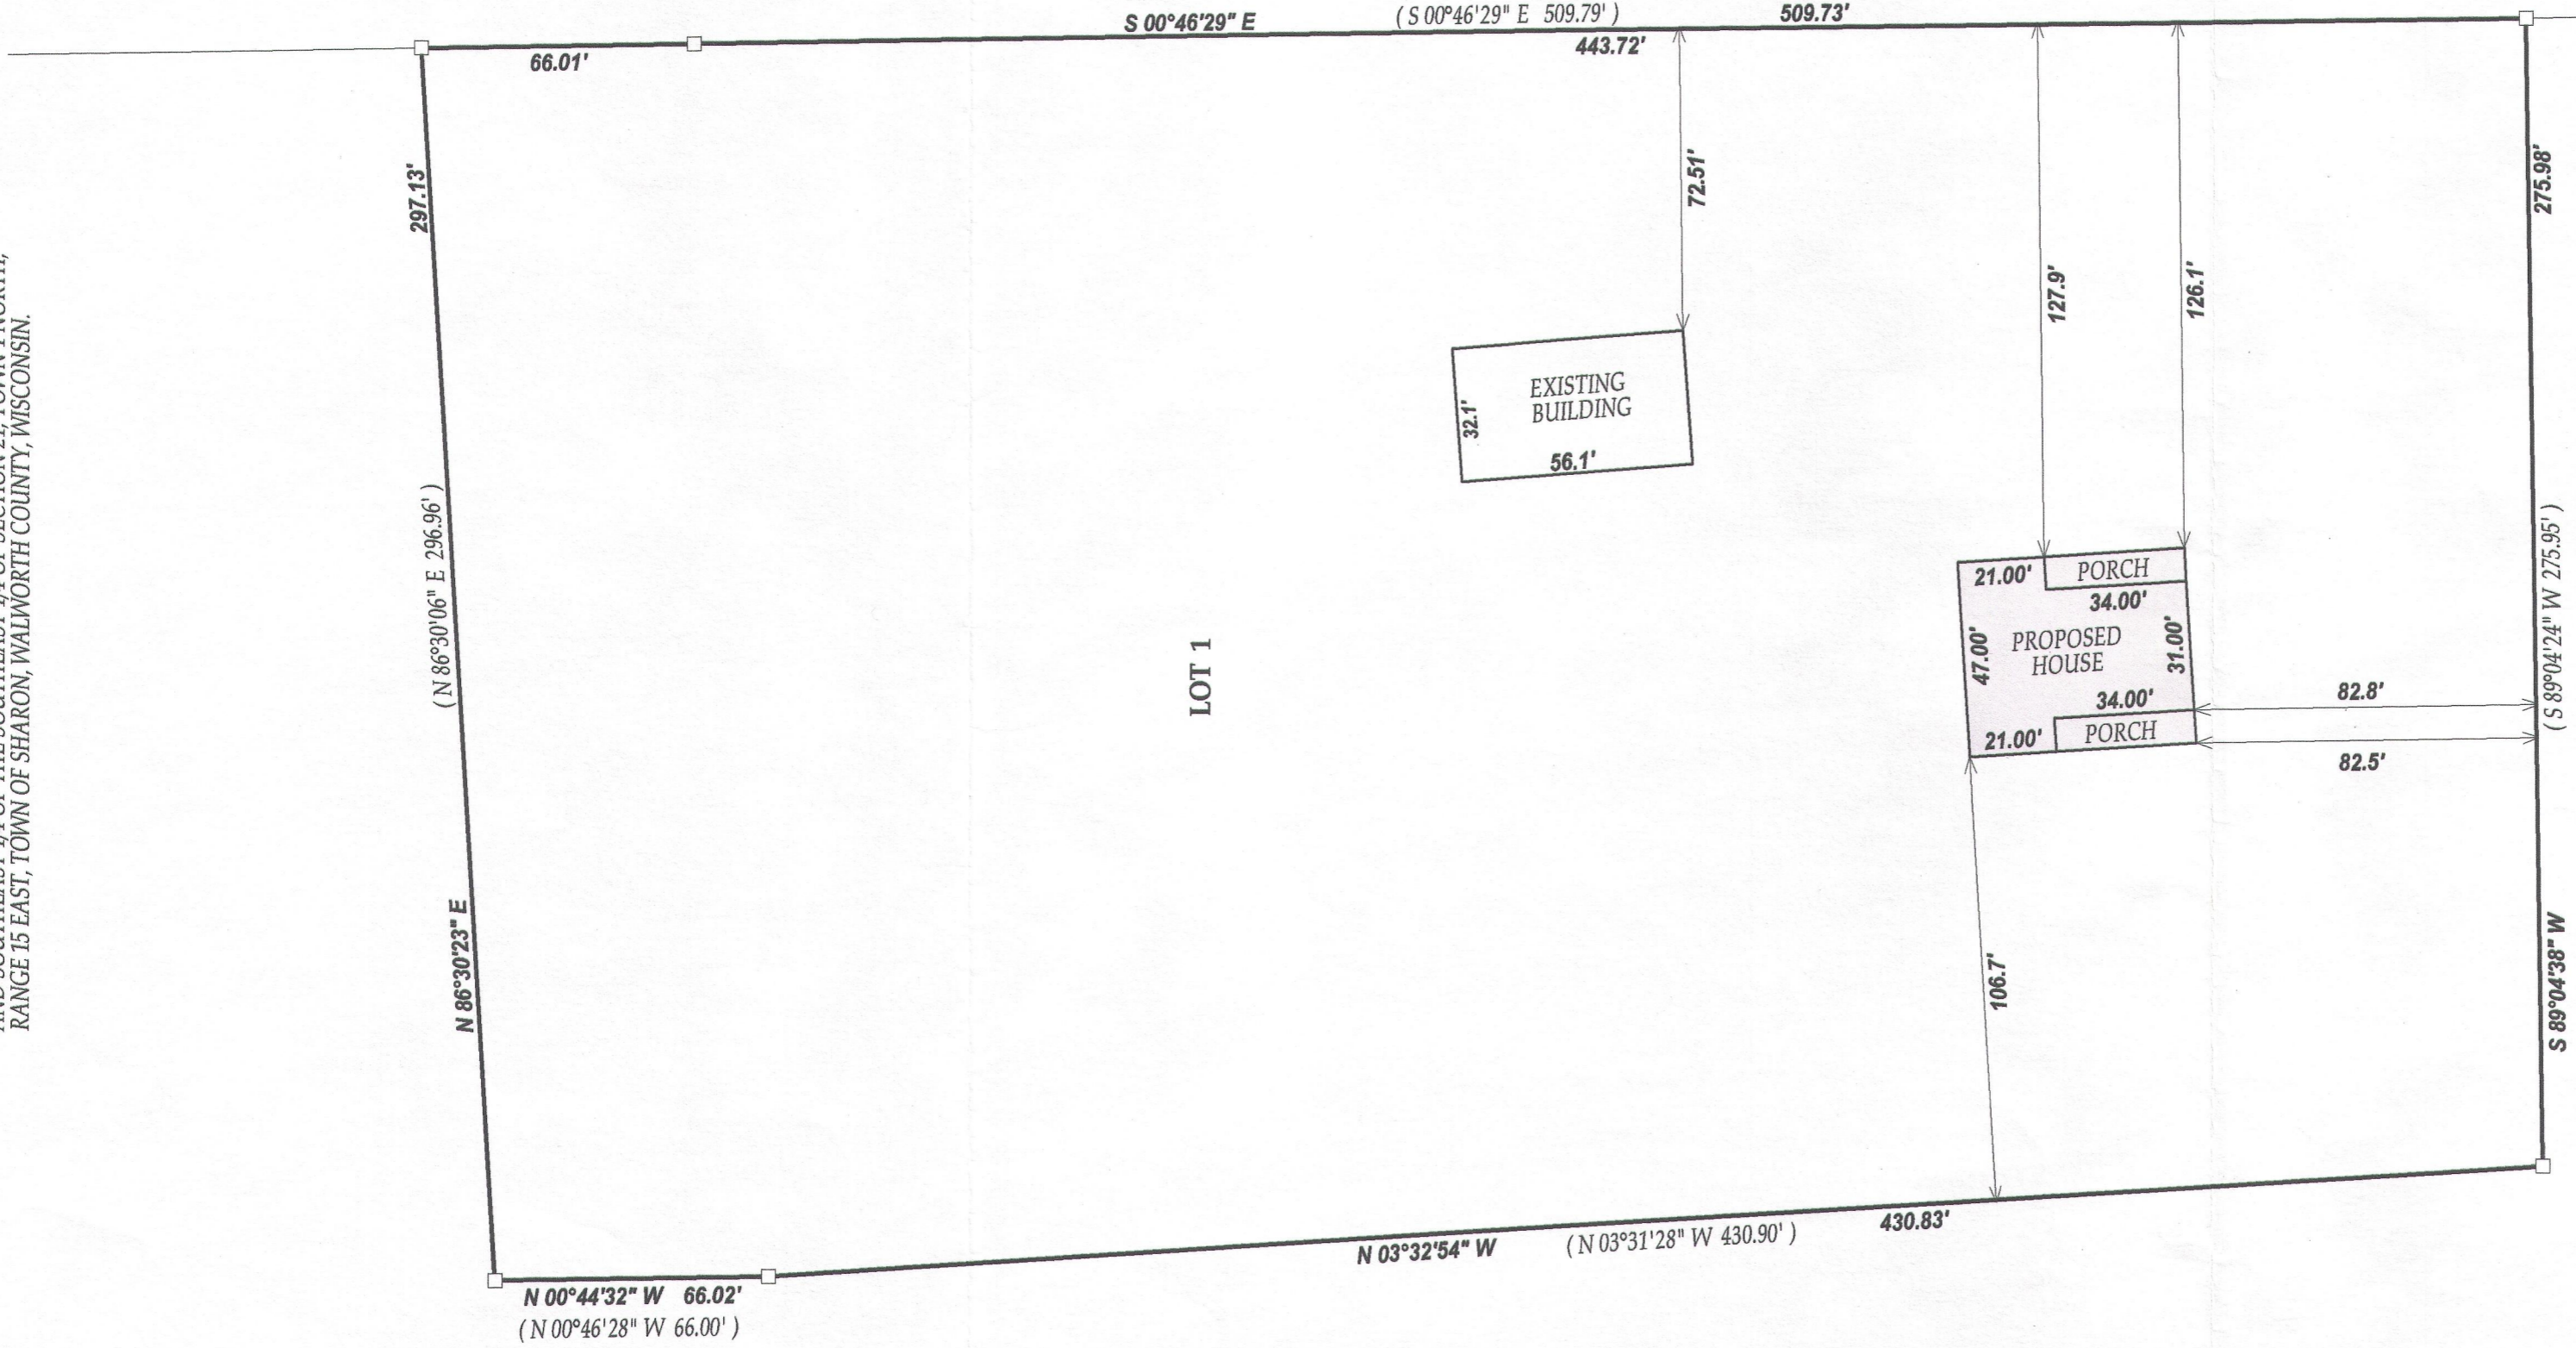 S 00°46'29" E
( S 00°46'29" E 509.79' )
509.73'
66.01'
443.72'
297.13'
( N 86°30'06" E 296.96' )
N 86°30'23" E
72.51'
127.9'
126.1'
275.98'
( S 89°04'24" W 275.95' )
S 89°04'38" W
EXISTING
BUILDING
32.1'
56.1'
LOT 1
21.00'
PORCH
34.00'
47.00'
PROPOSED
HOUSE
31.00'
34.00'
21.00'
PORCH
82.8'
82.5'
106.7'
N 03°32'54" W
( N 03°31'28" W 430.90' )
430.83'
N 00°44'32" W 66.02'
( N 00°46'28" W 66.00' )
RANGE 15 EAST, TOWN OF SHARON, WALWORTH COUNTY, WISCONSIN.